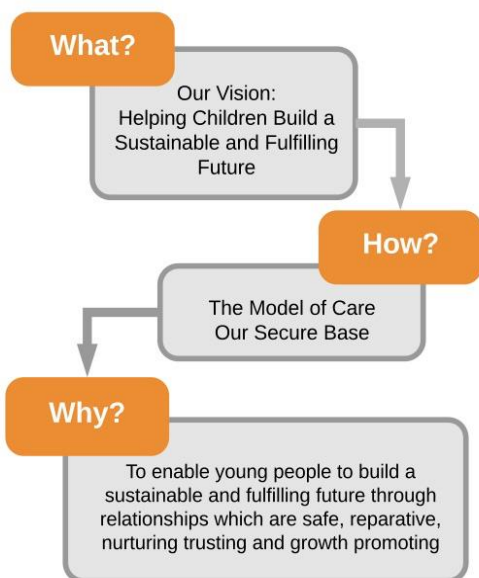 What?
Our Vision:
Helping Children Build a
Sustainable and Fulfilling
Future
How?
The Model of Care
Our Secure Base
Why?
To enable young people to build a
sustainable and fulfilling future through
relationships which are safe, reparative,
nurturing trusting and growth promoting